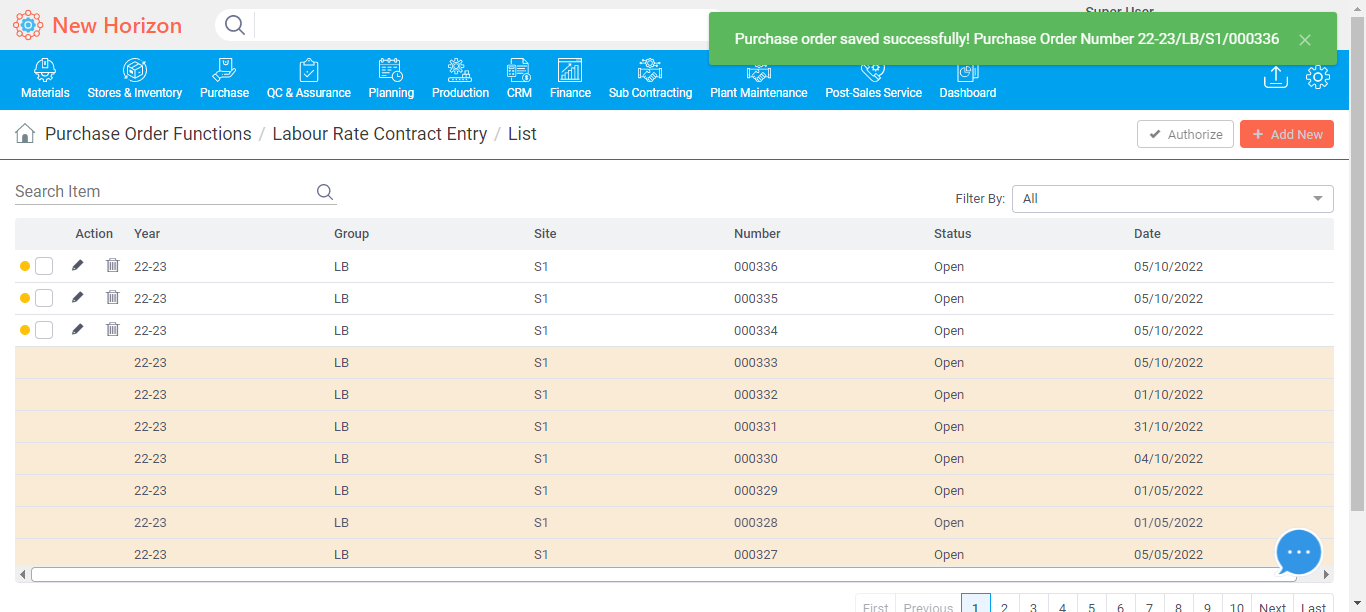 New Horizon
Super User
Purchase order saved successfully! Purchase Order Number 22-23/LB/S1/000336
Materials Stores & Inventory Purchase QC & Assurance Planning Production CRM Finance Sub Contracting Plant Maintenance Post-Sales Service Dashboard
Purchase Order Functions / Labour Rate Contract Entry / List
Authorize + Add New
Search Item
Filter By: All
Action Year Group Site Number Status Date
22-23 LB S1 000336 Open 05/10/2022
22-23 LB S1 000335 Open 05/10/2022
22-23 LB S1 000334 Open 05/10/2022
22-23 LB S1 000333 Open 05/10/2022
22-23 LB S1 000332 Open 01/10/2022
22-23 LB S1 000331 Open 31/10/2022
22-23 LB S1 000330 Open 04/10/2022
22-23 LB S1 000329 Open 01/05/2022
22-23 LB S1 000328 Open 01/05/2022
22-23 LB S1 000327 Open 05/05/2022
First Previous 1 2 3 4 5 6 7 8 9 10 Next Last